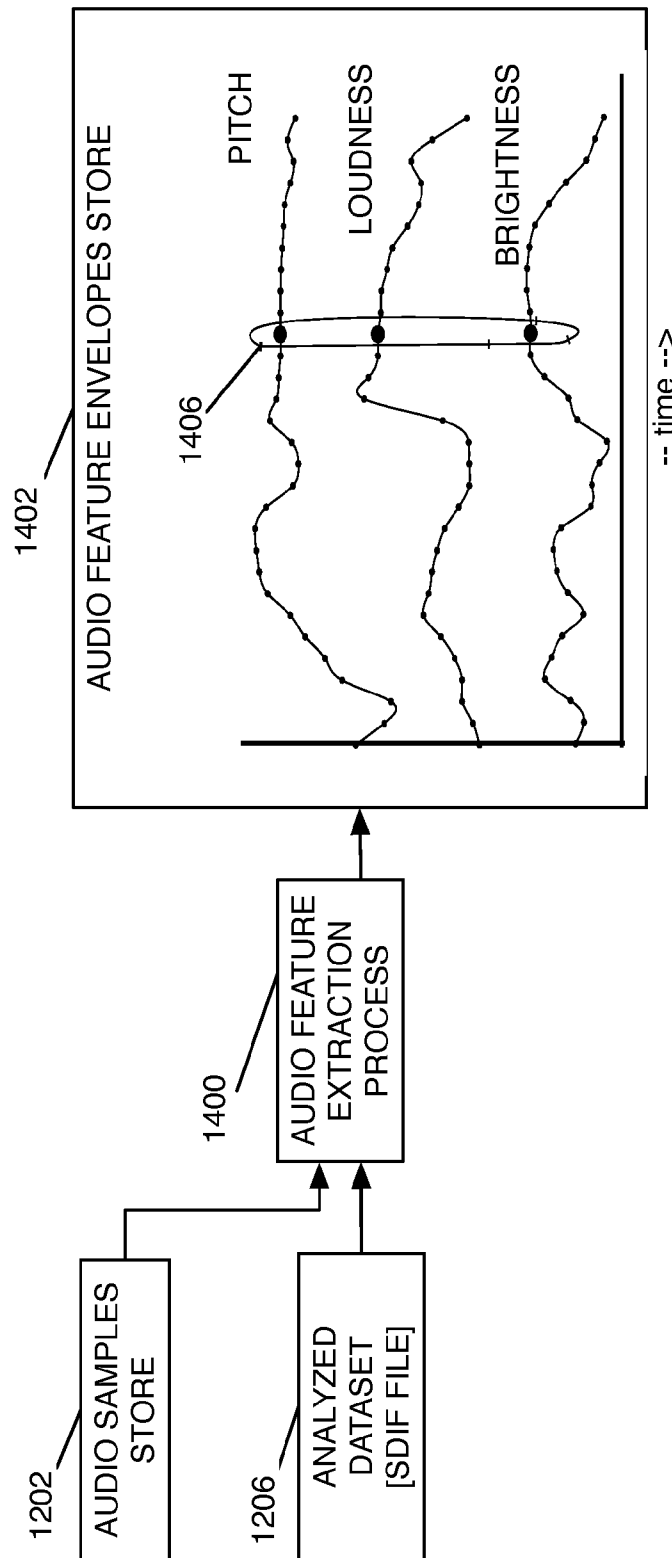 1202
AUDIO SAMPLES
STORE
1206
ANALYZED
DATASET
[SDIF FILE]
1400
AUDIO FEATURE
EXTRACTION
PROCESS
1402
AUDIO FEATURE ENVELOPES STORE
1406
PITCH
LOUDNESS
BRIGHTNESS
-- time -->